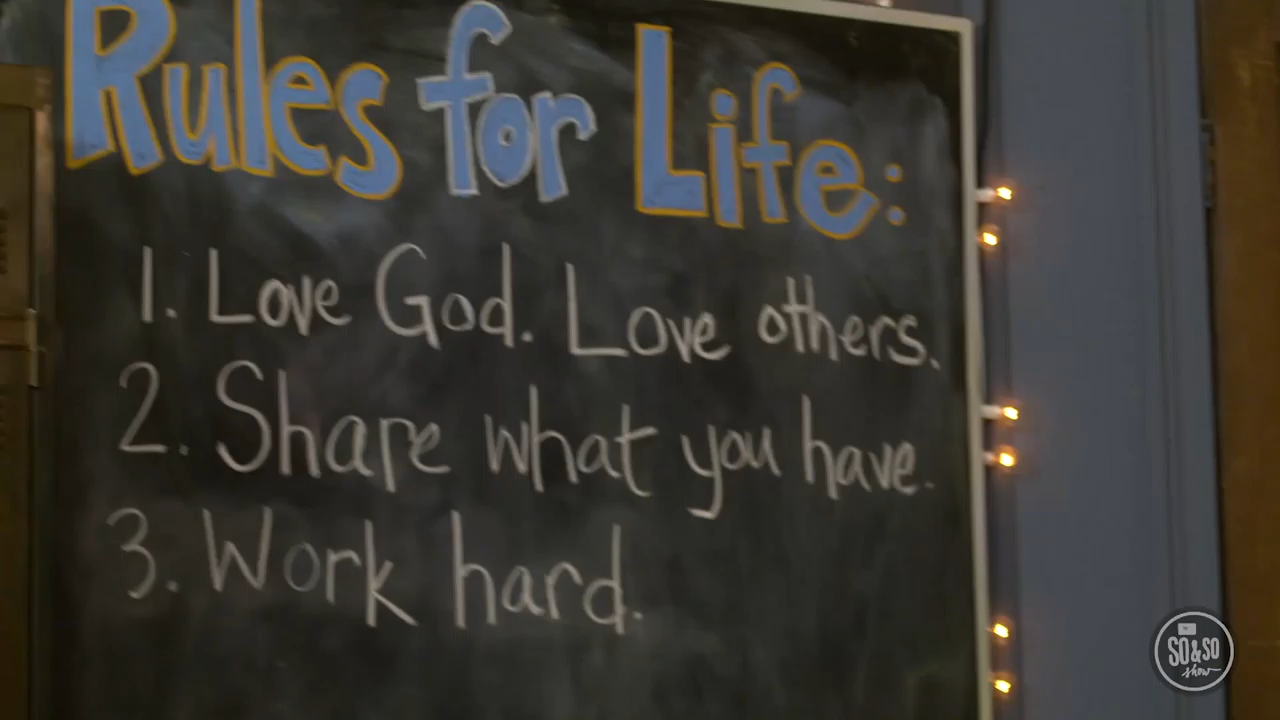 Rules for Life:
1. Love God. Love others.
2. Share what you have.
3. Work hard.
SO&SO
show